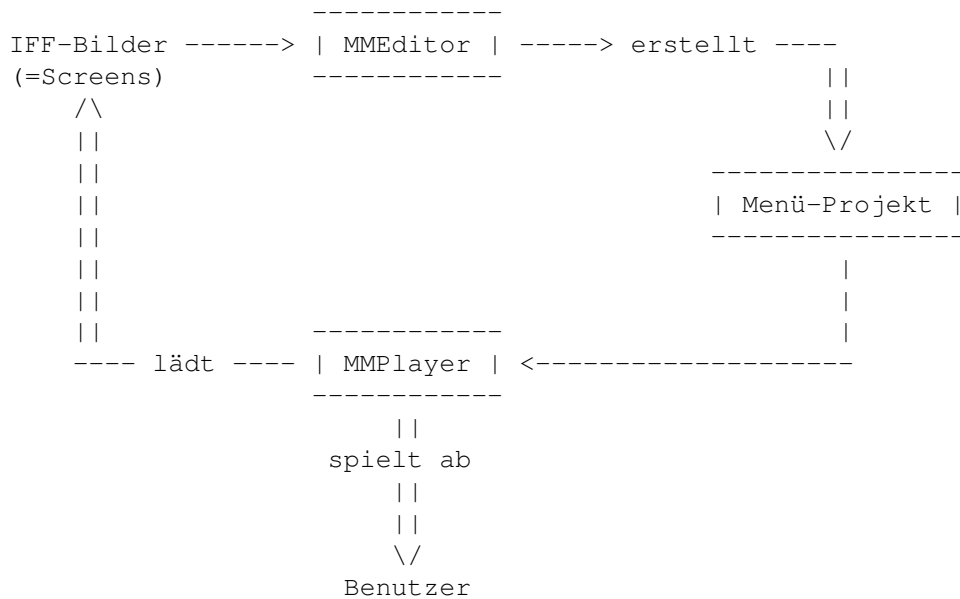 ------------
IFF-Bilder ------> | MMEditor | -----> erstellt ----
(=Screens)         ------------                    ||
    /\                                             ||
    ||                                             \/
    ||                                      ----------------
    ||                                      | Menü-Projekt |
    ||                                      ----------------
    ||                                              |
    ||                                              |
    ||             ------------                     |
    ---- lädt ---- | MMPlayer | <--------------------
                   ------------
                        ||
                    spielt ab
                        ||
                        ||
                        \/
                     Benutzer